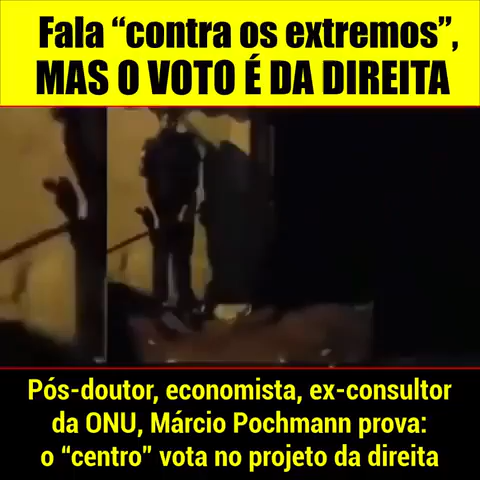 Fala “contra os extremos”,
MAS O VOTO É DA DIREITA
Pós-doutor, economista, ex-consultor
da ONU, Márcio Pochmann prova:
o “centro” vota no projeto da direita